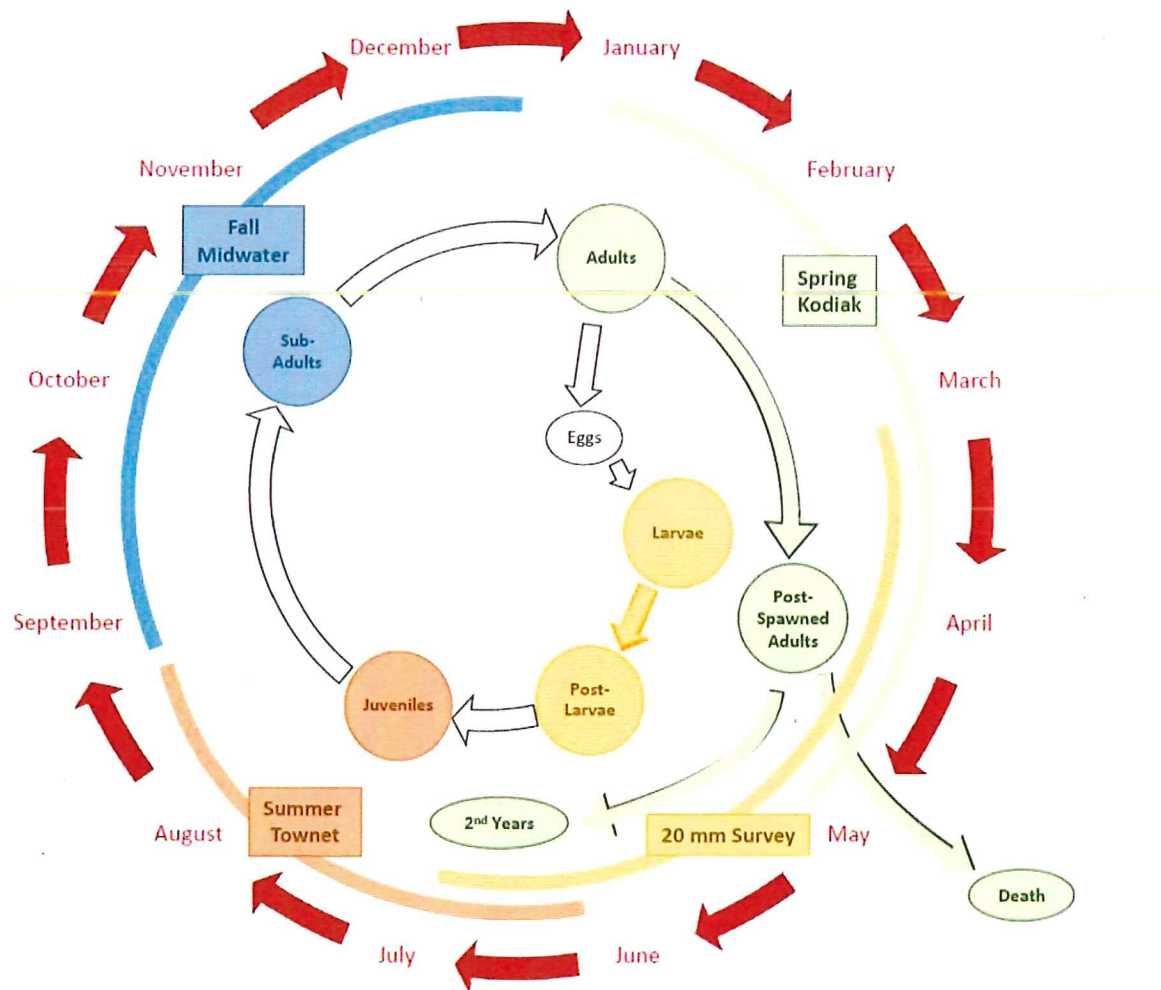 December
January
November
February
Fall
Midwater
Adults
Spring
Kodiak
Sub-
Adults
October
March
Eggs
Larvae
Post-
Spawned
Adults
September
April
Juveniles
Post-
Larvae
Summer
Townet
August
2nd Years
20 mm Survey
May
Death
July
June